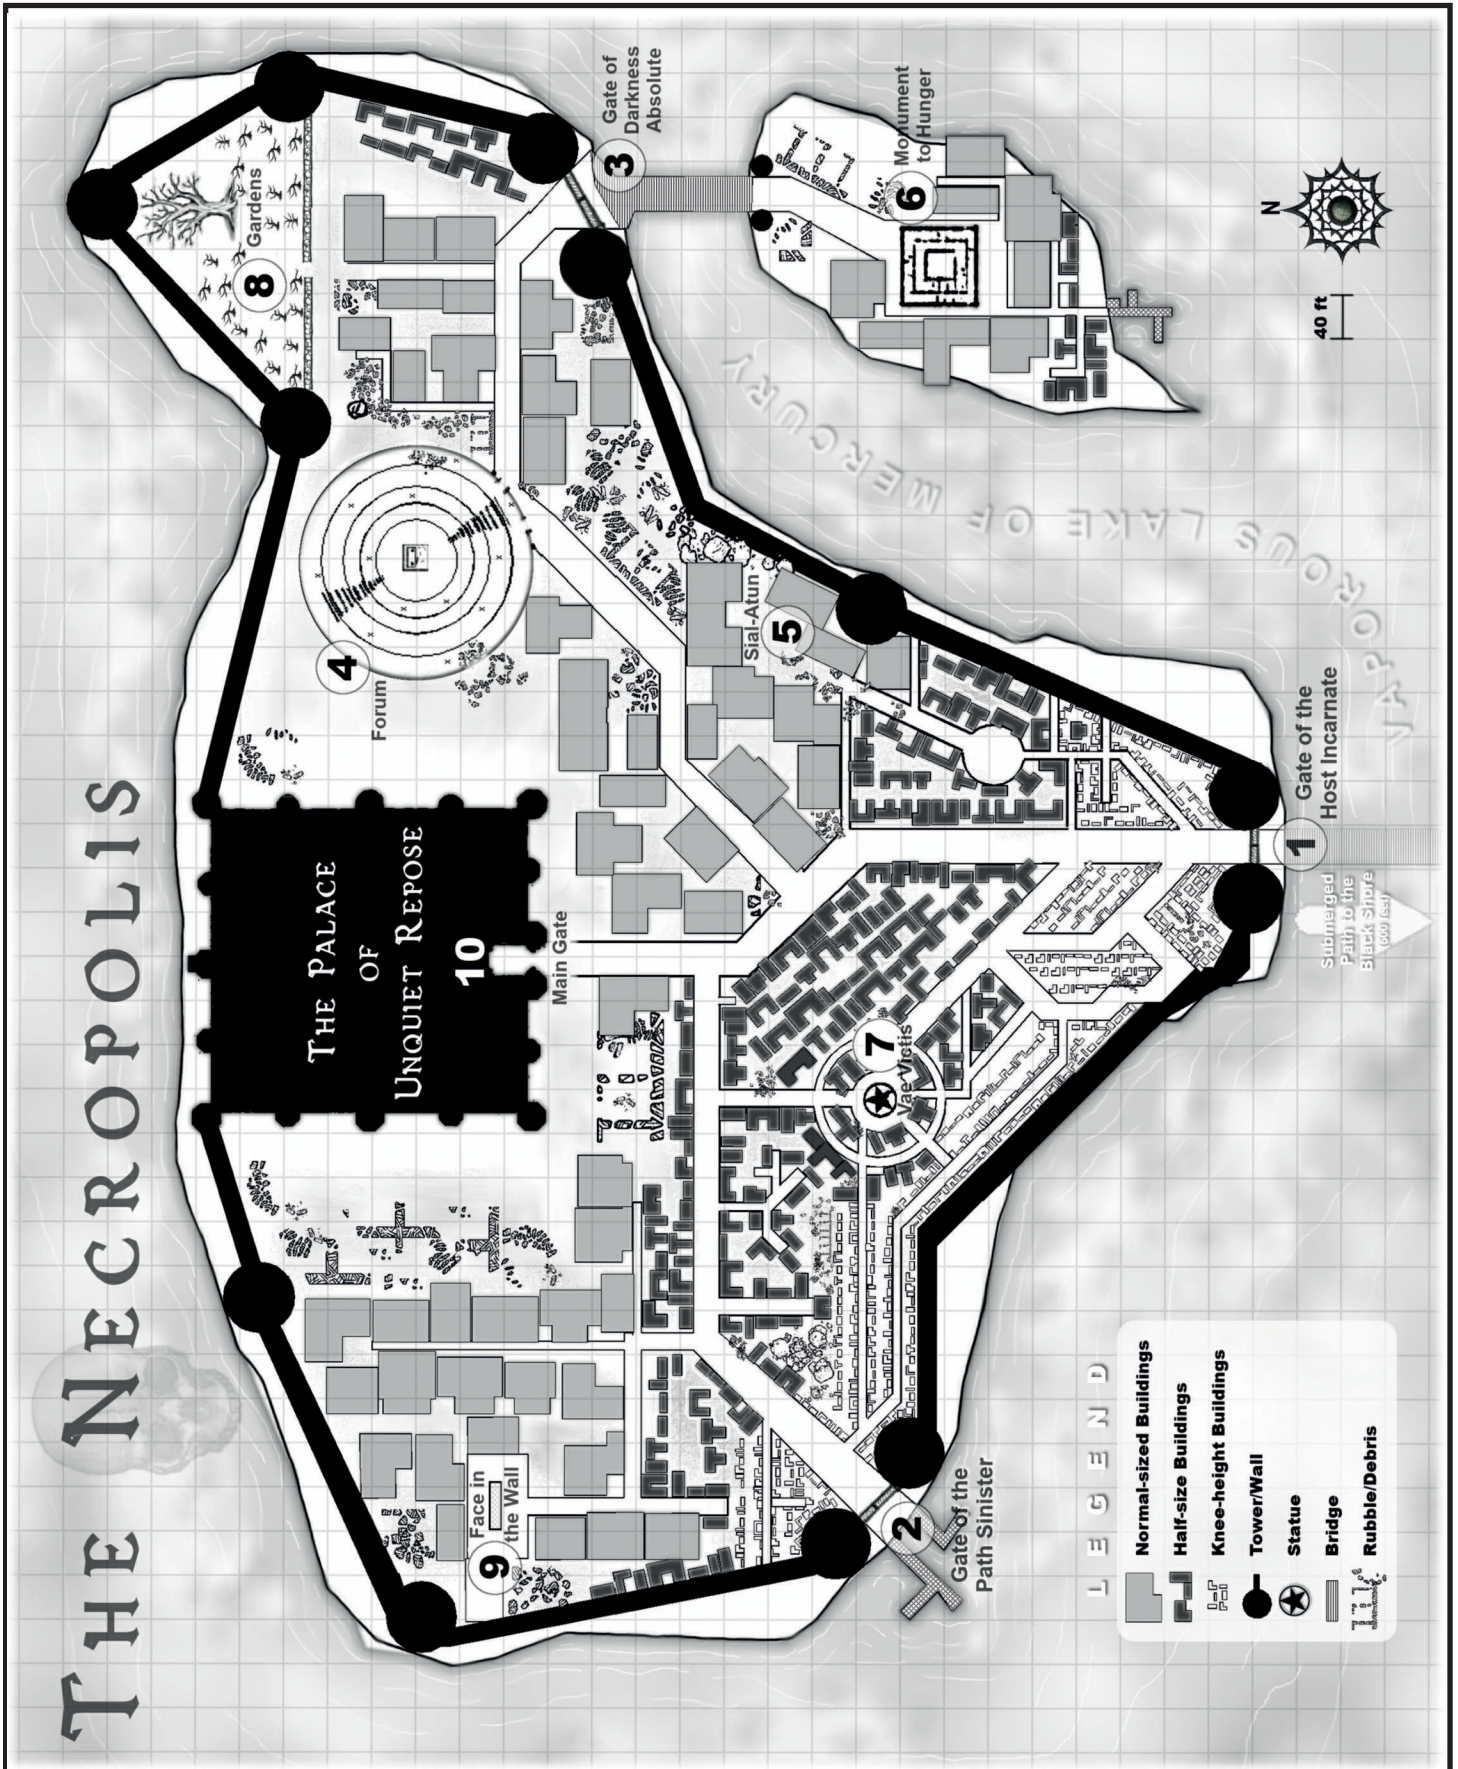 THE NECROPOLIS
8
Gardens
4
Forum
THE PALACE
OF
UNQUIET REPOSE
10
Main Gate
9
Face in
the Wall
Gate of
Darkness
Absolute
3
Monument
to Hunger
6
Sial-Atun
5
7
Vae Victis
2
Gate of the
Path Sinister
1
Gate of the
Host Incarnate
Submerged
Path to the
Black Shore
VAPOROUS LAKE OF MERCURY
N
40 ft
LEGEND
Normal-sized Buildings
Half-size Buildings
Knee-height Buildings
Tower/Wall
Statue
Bridge
Rubble/Debris